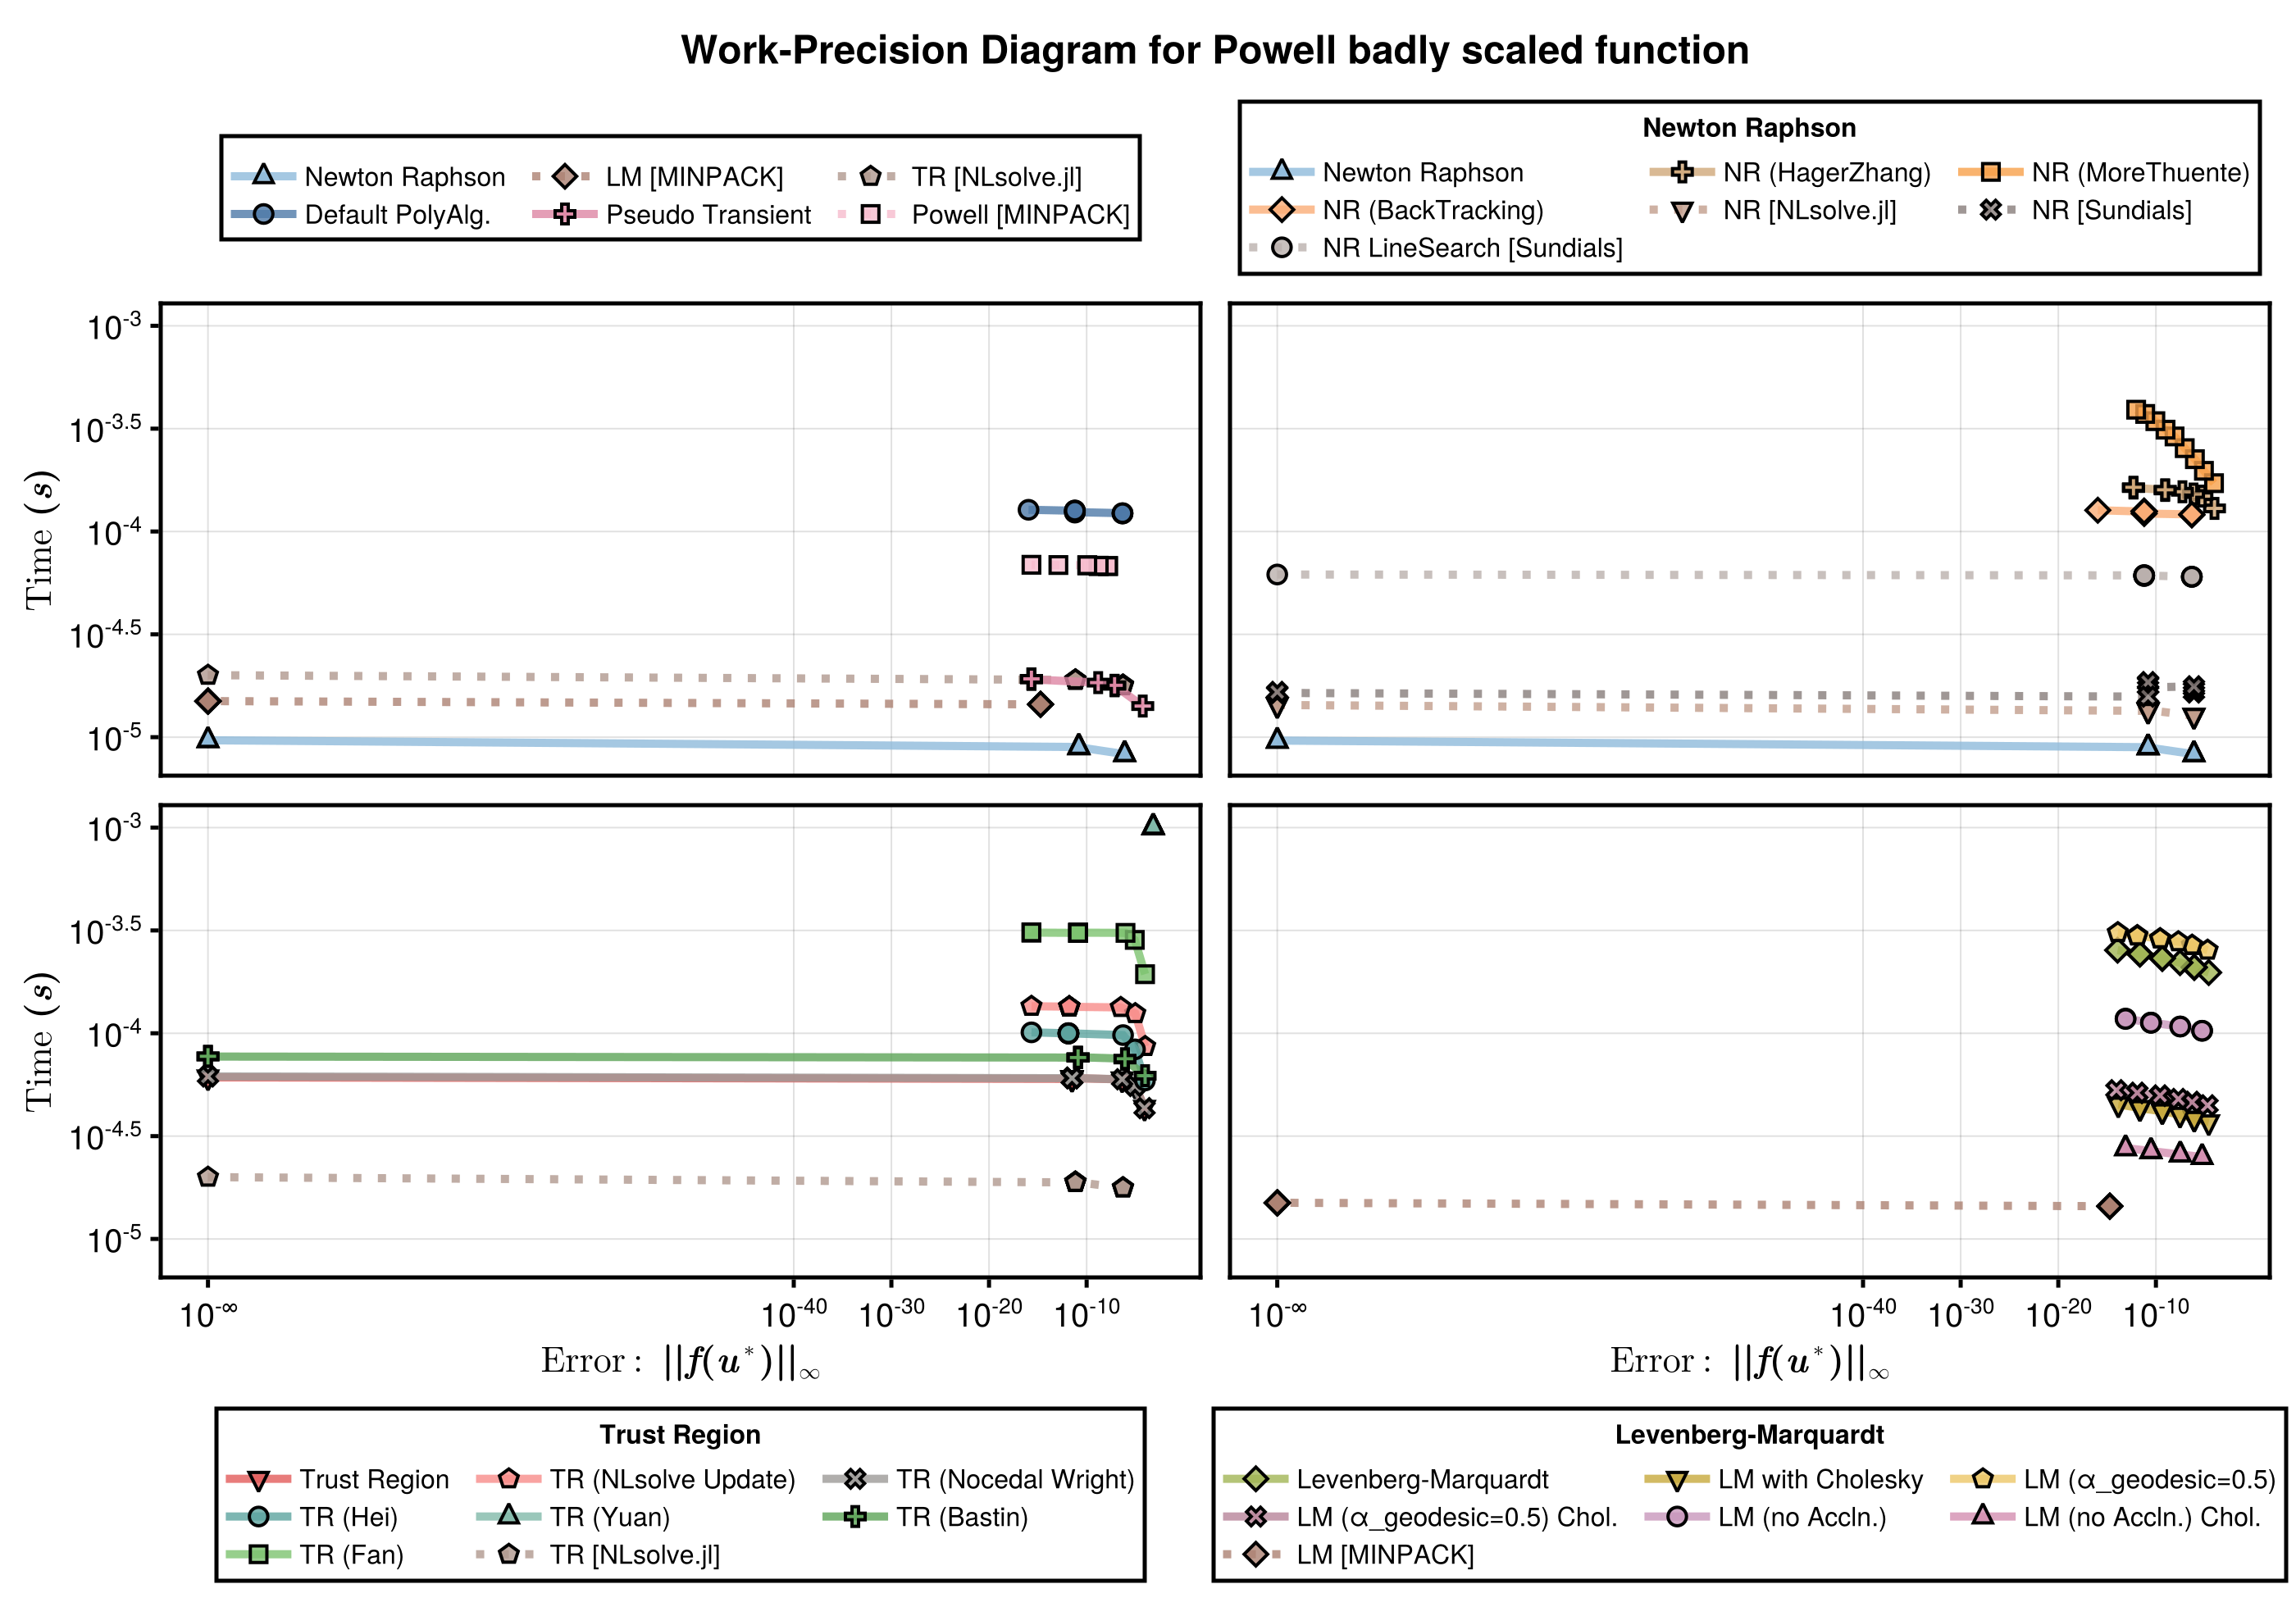 Work-Precision Diagram for Powell badly scaled function
Newton Raphson LM [MINPACK] TR [NLsolve.jl]
Default PolyAlg. Pseudo Transient Powell [MINPACK]
Newton Raphson
Newton Raphson NR (HagerZhang) NR (MoreThuente)
NR (BackTracking) NR [NLsolve.jl] NR [Sundials]
NR LineSearch [Sundials]
10^-3
10^-3.5
10^-4
10^-4.5
10^-5
Time (s)
10^-3
10^-3.5
10^-4
10^-4.5
10^-5
Time (s)
10^-∞ 10^-40 10^-30 10^-20 10^-10
10^-∞ 10^-40 10^-30 10^-20 10^-10
Error: ||f(u*)||∞
Error: ||f(u*)||∞
Trust Region
Trust Region TR (NLsolve Update) TR (Nocedal Wright)
TR (Hei) TR (Yuan) TR (Bastin)
TR (Fan) TR [NLsolve.jl]
Levenberg-Marquardt
Levenberg-Marquardt LM with Cholesky LM (α_geodesic=0.5)
LM (α_geodesic=0.5) Chol. LM (no Accln.) LM (no Accln.) Chol.
LM [MINPACK]